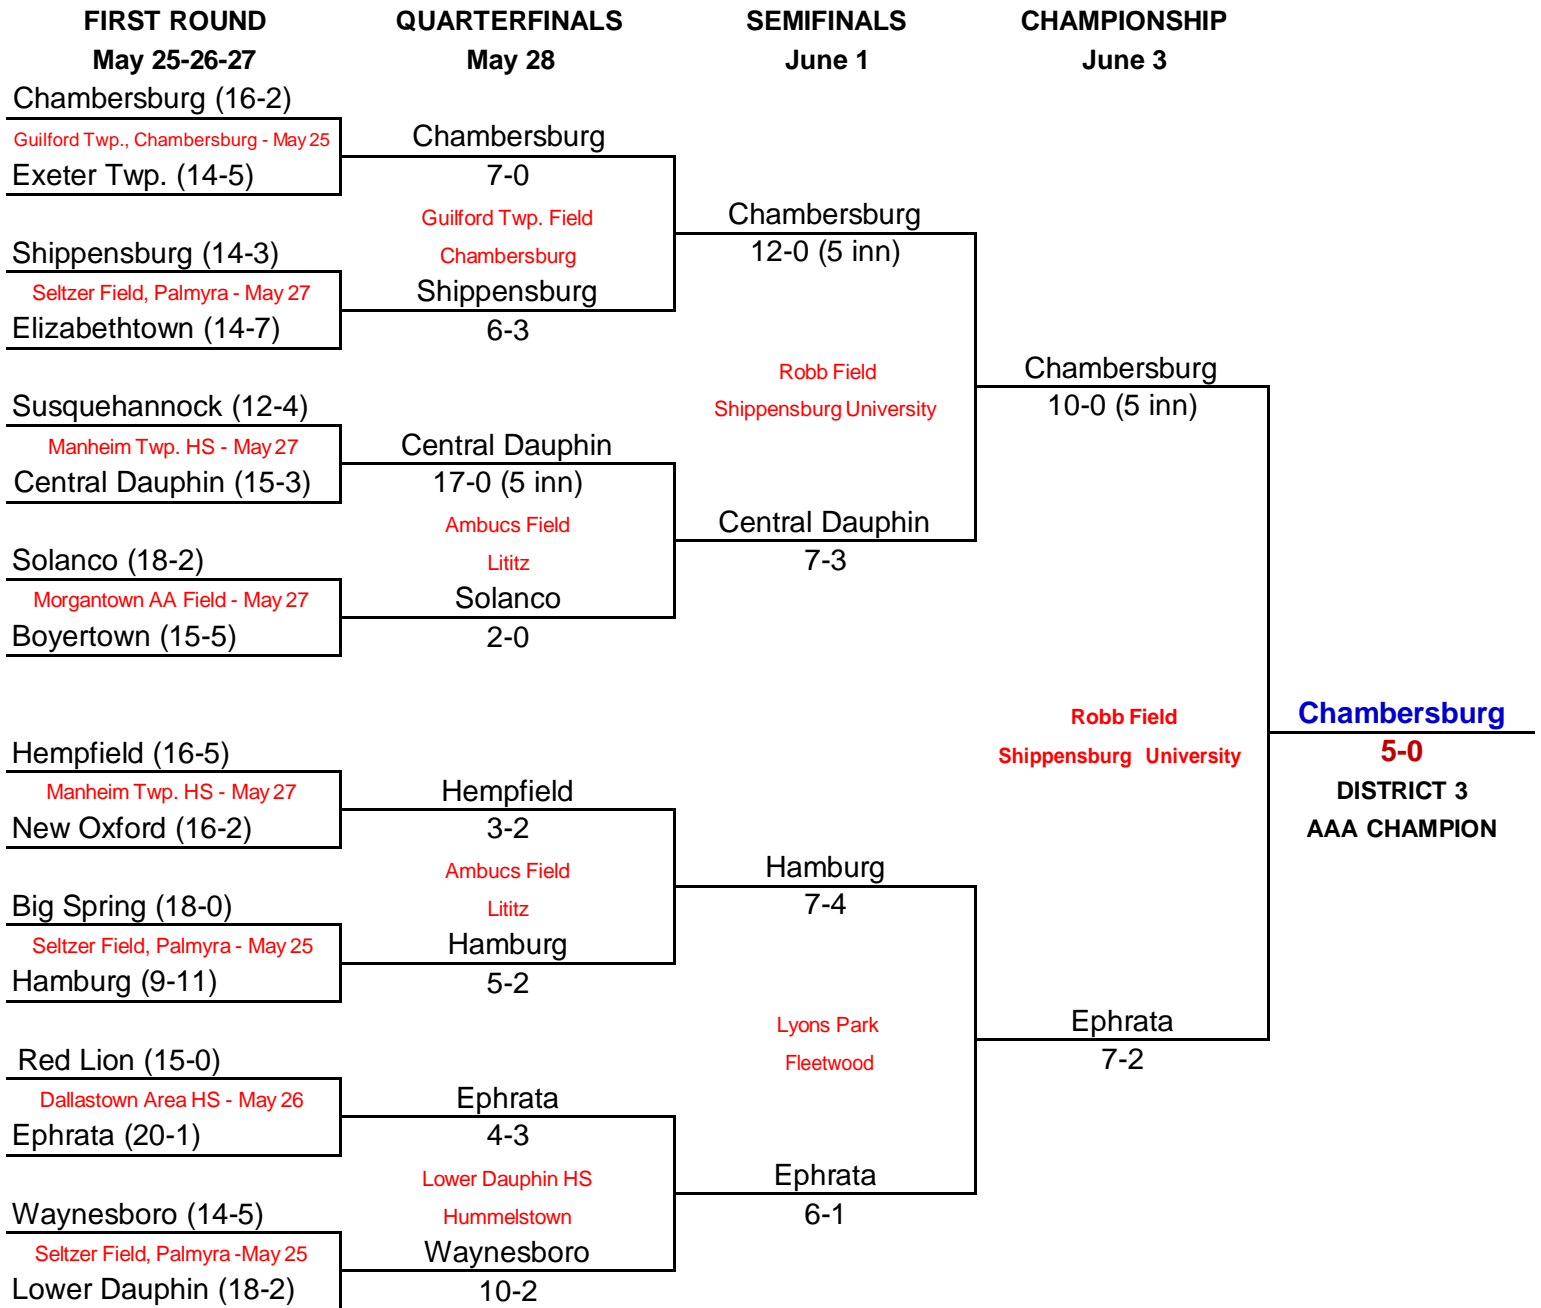 FIRST ROUND
May 25-26-27
QUARTERFINALS
May 28
SEMIFINALS
June 1
CHAMPIONSHIP
June 3
Chambersburg (16-2)
Guilford Twp., Chambersburg - May 25
Exeter Twp. (14-5)
Shippensburg (14-3)
Seltzer Field, Palmyra - May 27
Elizabethtown (14-7)
Susquehannock (12-4)
Manheim Twp. HS - May 27
Central Dauphin (15-3)
Solanco (18-2)
Morgantown AA Field - May 27
Boyertown (15-5)
Hempfield (16-5)
Manheim Twp. HS - May 27
New Oxford (16-2)
Big Spring (18-0)
Seltzer Field, Palmyra - May 25
Hamburg (9-11)
Red Lion (15-0)
Dallastown Area HS - May 26
Ephrata (20-1)
Waynesboro (14-5)
Seltzer Field, Palmyra -May 25
Lower Dauphin (18-2)
Chambersburg
7-0
Guilford Twp. Field
Chambersburg
Shippensburg
6-3
Central Dauphin
17-0 (5 inn)
Ambucs Field
Lititz
Solanco
2-0
Hempfield
3-2
Ambucs Field
Lititz
Hamburg
5-2
Ephrata
4-3
Lower Dauphin HS
Hummelstown
Waynesboro
10-2
Chambersburg
12-0 (5 inn)
Robb Field
Shippensburg University
Central Dauphin
7-3
Hamburg
7-4
Lyons Park
Fleetwood
Ephrata
6-1
Chambersburg
10-0 (5 inn)
Robb Field
Shippensburg University
Ephrata
7-2
Chambersburg
5-0
DISTRICT 3
AAA CHAMPION